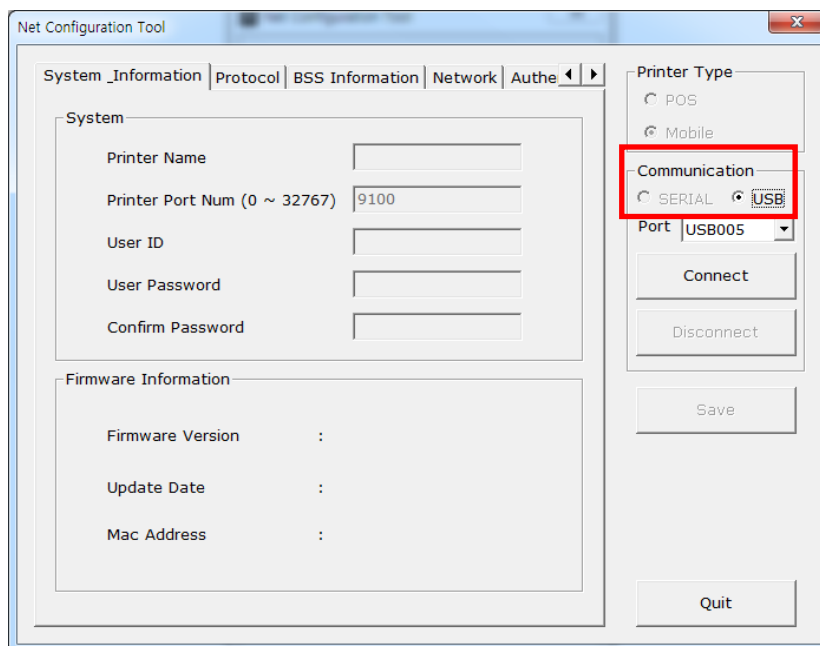 Net Configuration Tool
System _Information Protocol BSS Information Network Authe
System
Printer Name
Printer Port Num (0 ~ 32767) 9100
User ID
User Password
Confirm Password
Firmware Information
Firmware Version :
Update Date :
Mac Address :
Printer Type
POS
Mobile
Communication
SERIAL USB
Port USB005
Connect
Disconnect
Save
Quit